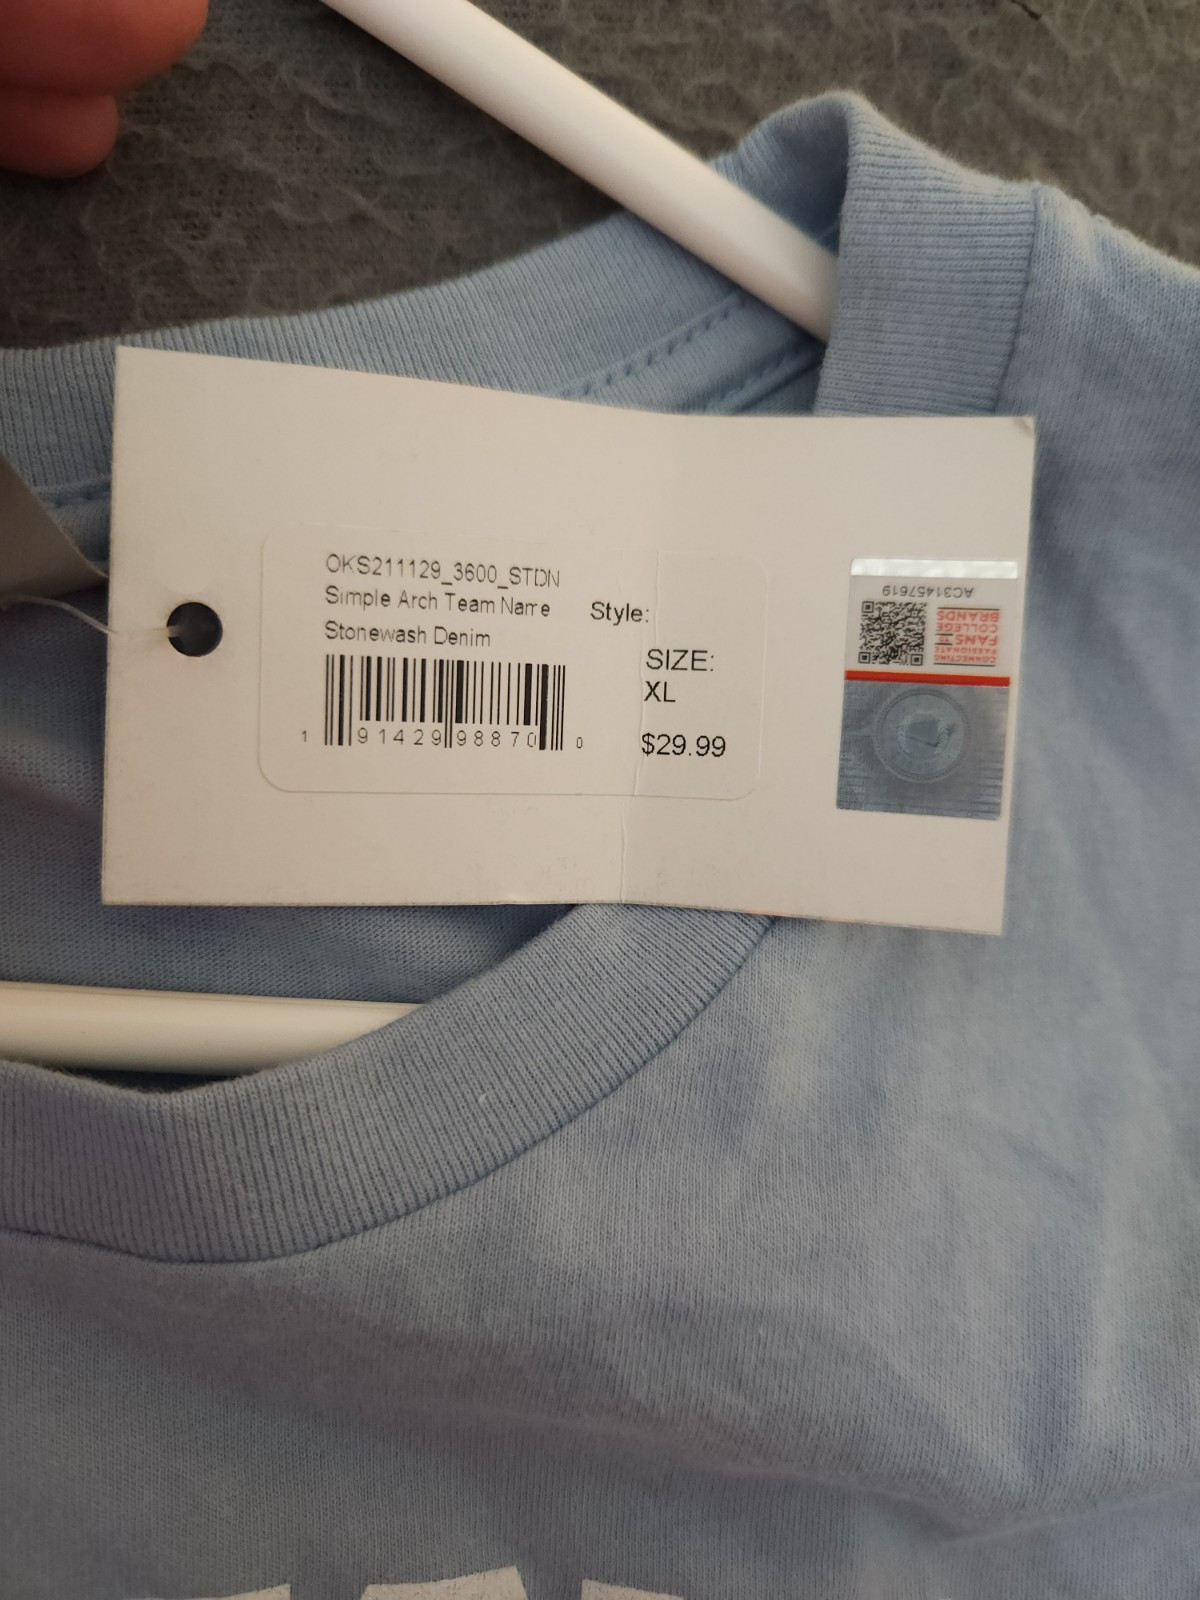 OKS211129_3600_STDN
Simple Arch Team Name
Style:
Stonewash Denim
SIZE:
XL
1 91429 98870 0
$29.99
AC31457619
CONNECTING
PASSIONATE
FANS TO
COLLEGE
BRANDS